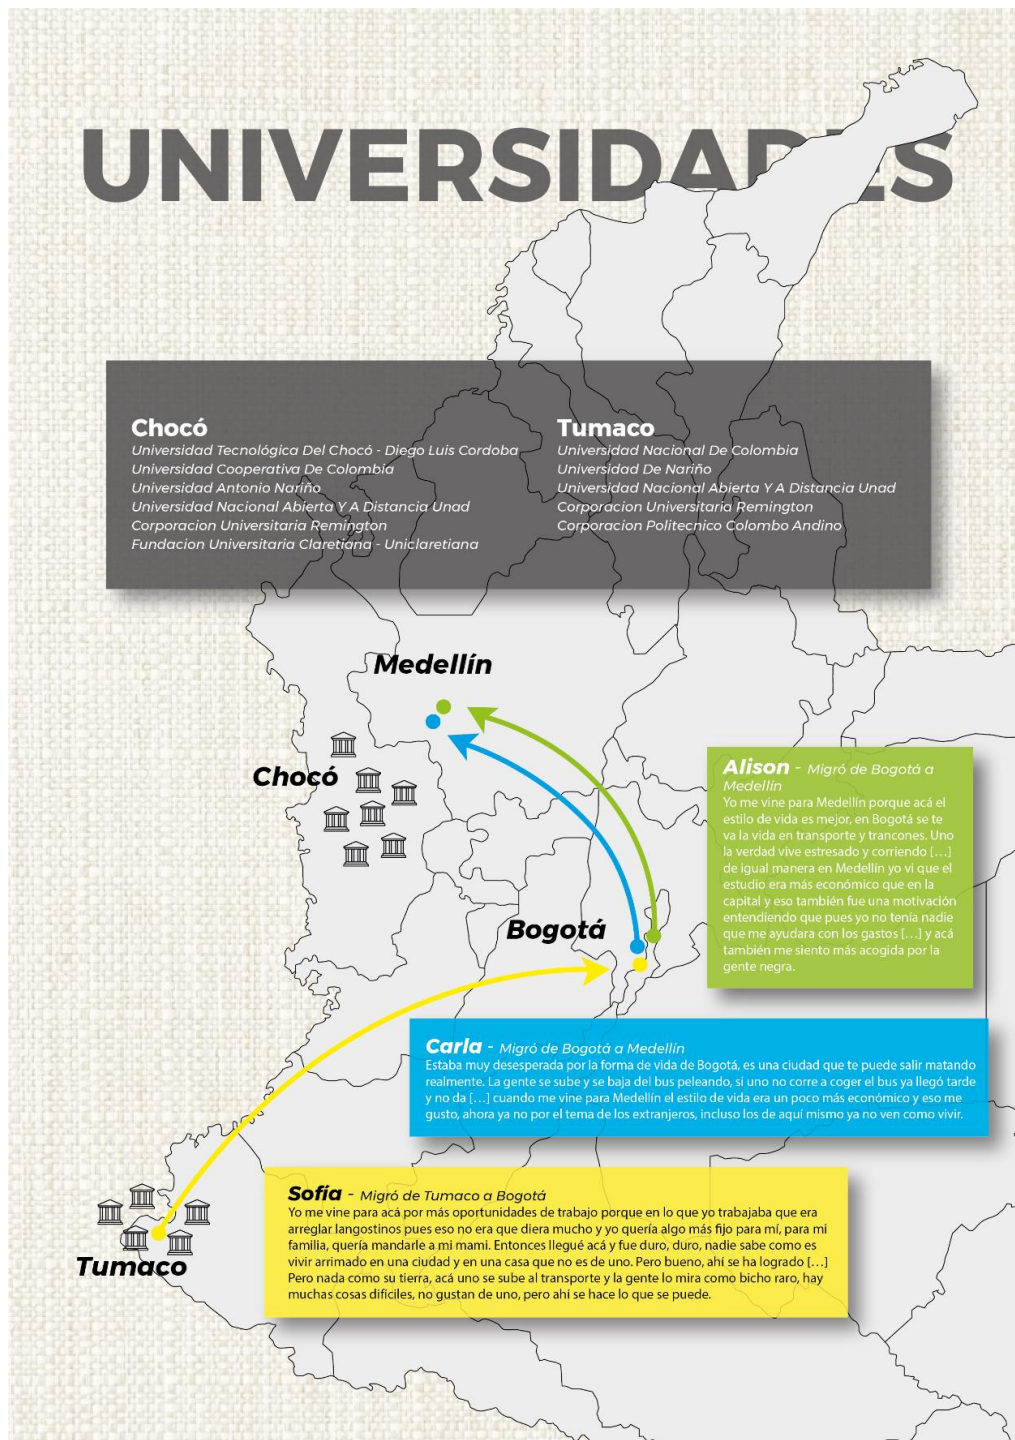 UNIVERSIDADES
Chocó
Universidad Tecnológica Del Chocó - Diego Luis Cordoba
Universidad Cooperativa De Colombia
Universidad Antonio Nariño
Universidad Nacional Abierta Y A Distancia Unad
Corporacion Universitaria Remington
Fundacion Universitaria Claretiana - Uniclaretiana
Tumaco
Universidad Nacional De Colombia
Universidad De Nariño
Universidad Nacional Abierta Y A Distancia Unad
Corporacion Universitaria Remington
Corporacion Politecnico Colombo Andino
Medellín
Chocó
Bogotá
Alison - Migró de Bogotá a
Medellín
Yo me vine para Medellín porque acá el
estilo de vida es mejor, en Bogotá se te
va la vida en transporte y trancones. Uno
la verdad vive estresado y corriendo [...]
de igual manera en Medellín yo vi que el
estudio era más económico que en la
capital y eso también fue una motivación
entendiendo que pues yo no tenía nadie
que me ayudara con los gastos [...] y acá
también me siento más acogida por la
gente negra.
Carla - Migró de Bogotá a Medellín
Estaba muy desesperada por la forma de vida de Bogotá, es una ciudad que te puede salir matando
realmente. La gente se sube y se baja del bus peleando, si uno no corre a coger el bus ya llegó tarde
y no da [...] cuando me vine para Medellín el estilo de vida era un poco más económico y eso me
gusto, ahora ya no por el tema de los extranjeros, incluso los de aquí mismo ya no ven como vivir.
Sofía - Migró de Tumaco a Bogotá
Yo me vine para acá por más oportunidades de trabajo porque en lo que yo trabajaba que era
arreglar langostinos pues eso no era que diera mucho y yo quería algo más fijo para mí, para mi
familia, quería mandarle a mi mami. Entonces llegué acá y fue duro, duro, nadie sabe como es
vivir arrimado en una ciudad y en una casa que no es de uno. Pero bueno, ahí se ha logrado [...]
Pero nada como su tierra, acá uno se sube al transporte y la gente lo mira como bicho raro, hay
muchas cosas difíciles, no gustan de uno, pero ahí se hace lo que se puede.
Tumaco